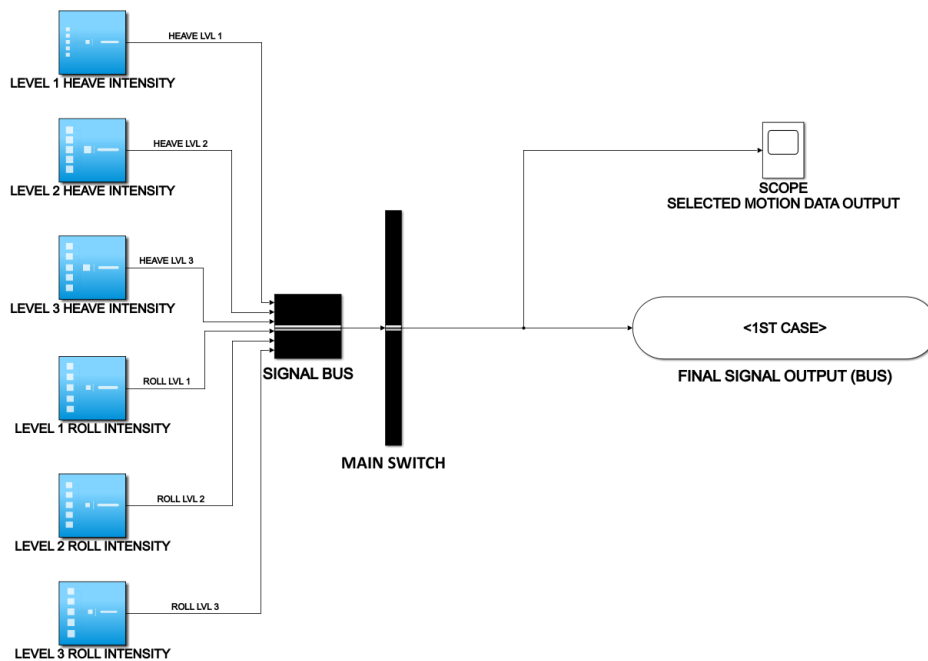 HEAVE LVL 1
LEVEL 1 HEAVE INTENSITY
HEAVE LVL 2
LEVEL 2 HEAVE INTENSITY
HEAVE LVL 3
LEVEL 3 HEAVE INTENSITY
ROLL LVL 1
LEVEL 1 ROLL INTENSITY
ROLL LVL 2
LEVEL 2 ROLL INTENSITY
ROLL LVL 3
LEVEL 3 ROLL INTENSITY
SIGNAL BUS
MAIN SWITCH
SCOPE
SELECTED MOTION DATA OUTPUT
<1ST CASE>
FINAL SIGNAL OUTPUT (BUS)